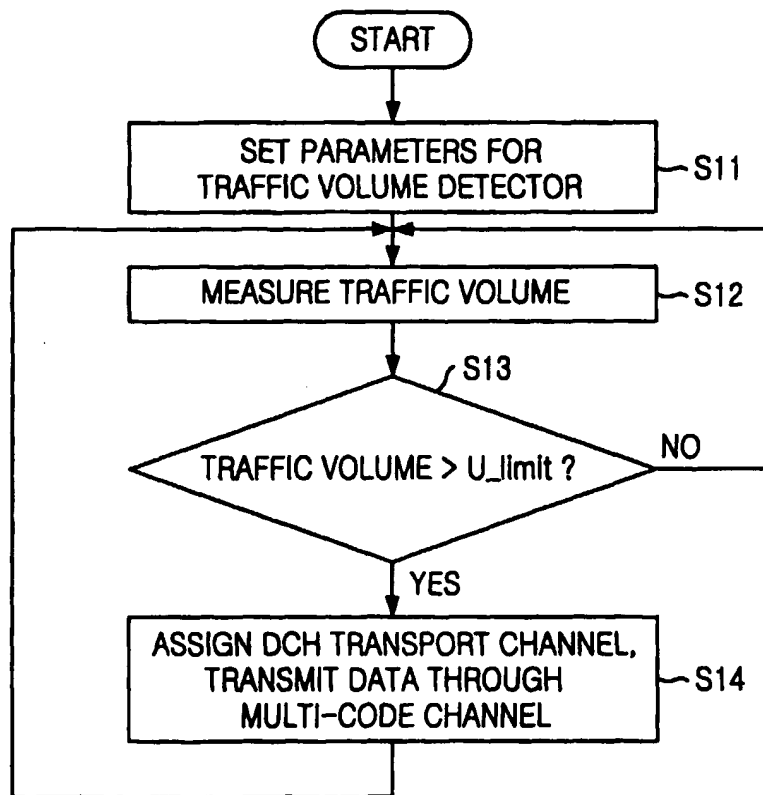 START
SET PARAMETERS FOR
TRAFFIC VOLUME DETECTOR
S11
MEASURE TRAFFIC VOLUME
S12
S13
TRAFFIC VOLUME > U_limit ?
NO
YES
ASSIGN DCH TRANSPORT CHANNEL,
TRANSMIT DATA THROUGH
MULTI-CODE CHANNEL
S14